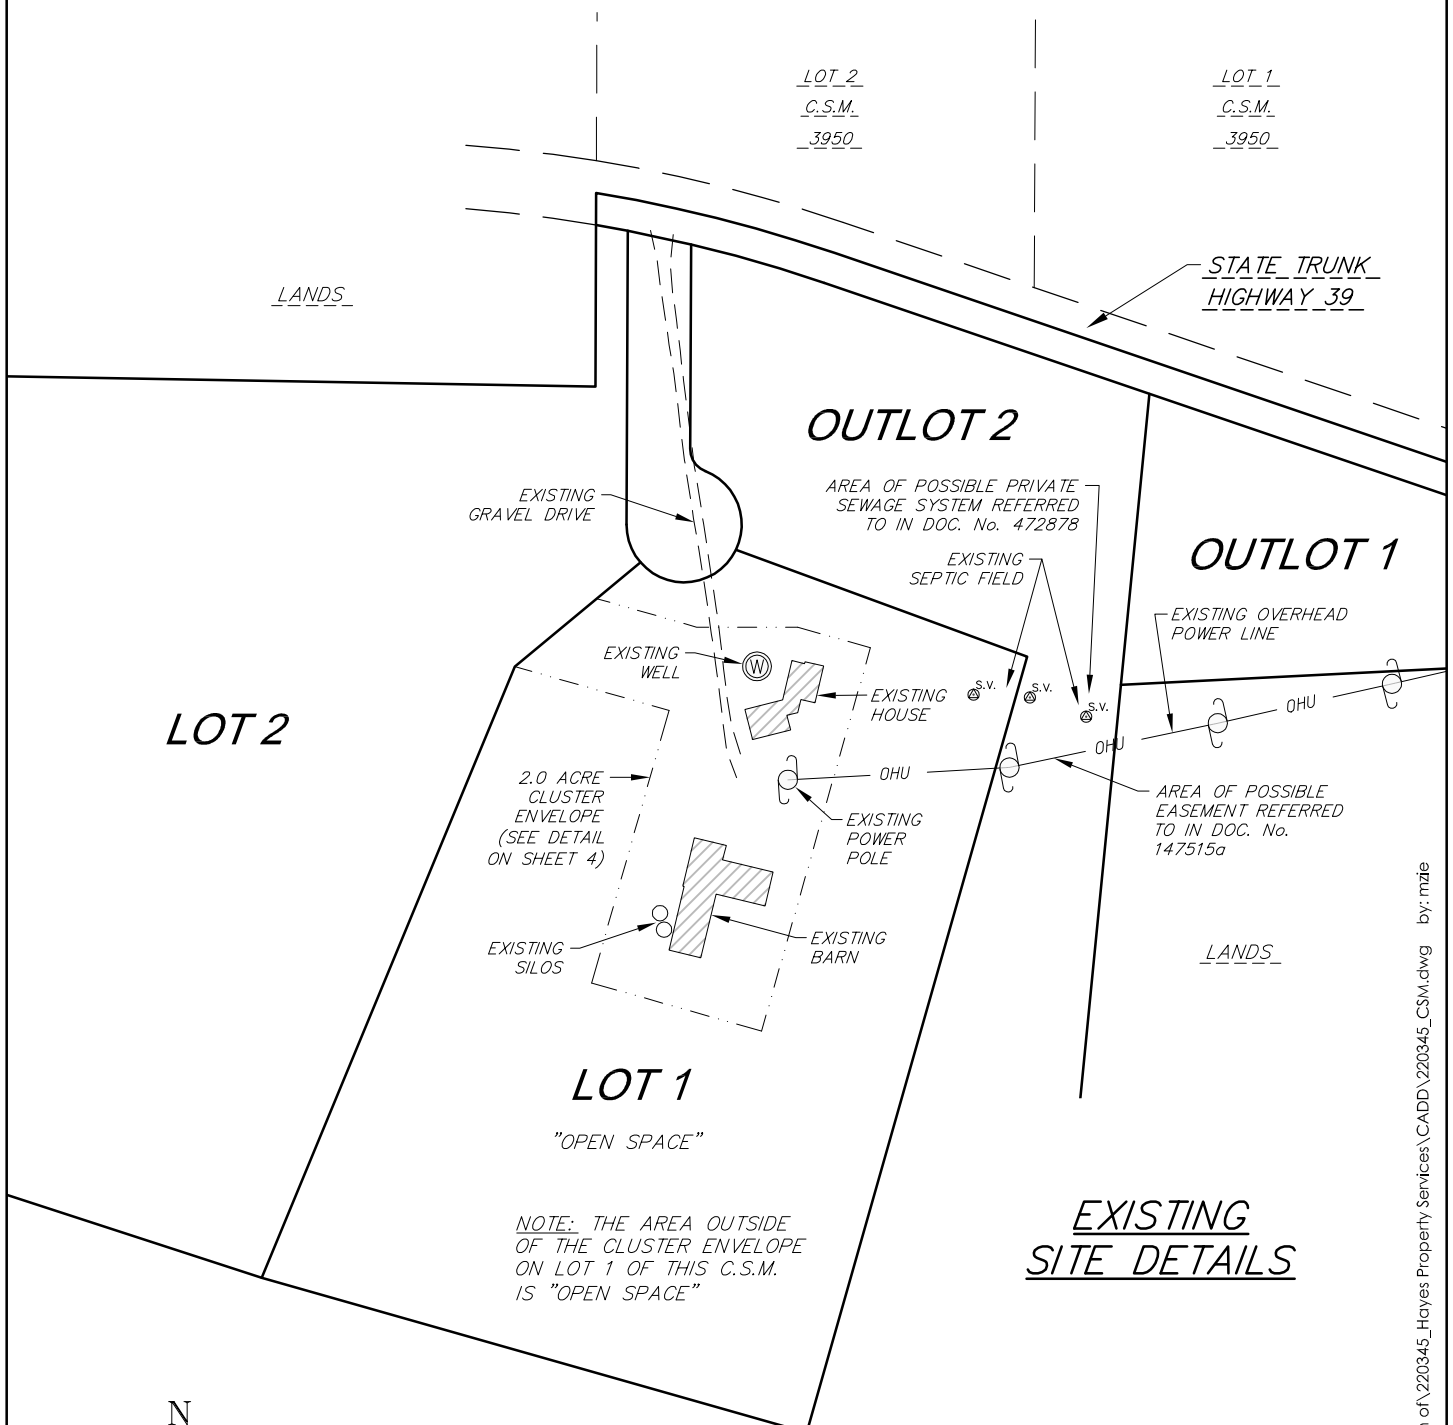 LOT 2
C.S.M.
3950
LOT 1
C.S.M.
3950
STATE TRUNK
HIGHWAY 39
LANDS
OUTLOT 2
AREA OF POSSIBLE PRIVATE
SEWAGE SYSTEM REFERRED
TO IN DOC. No. 472878
EXISTING
GRAVEL DRIVE
EXISTING
SEPTIC FIELD
OUTLOT 1
EXISTING OVERHEAD
POWER LINE
EXISTING
WELL
W
EXISTING
HOUSE
S.V.
S.V.
S.V.
LOT 2
OHU
OHU
OHU
2.0 ACRE
CLUSTER
ENVELOPE
(SEE DETAIL
ON SHEET 4)
EXISTING
POWER
POLE
AREA OF POSSIBLE
EASEMENT REFERRED
TO IN DOC. No.
147515a
EXISTING
SILOS
EXISTING
BARN
LANDS
LOT 1
"OPEN SPACE"
NOTE: THE AREA OUTSIDE
OF THE CLUSTER ENVELOPE
ON LOT 1 OF THIS C.S.M.
IS "OPEN SPACE"
EXISTING
SITE DETAILS
N
of\220345_Hayes Property Services\CADD\220345_CSM.dwg by: mzie